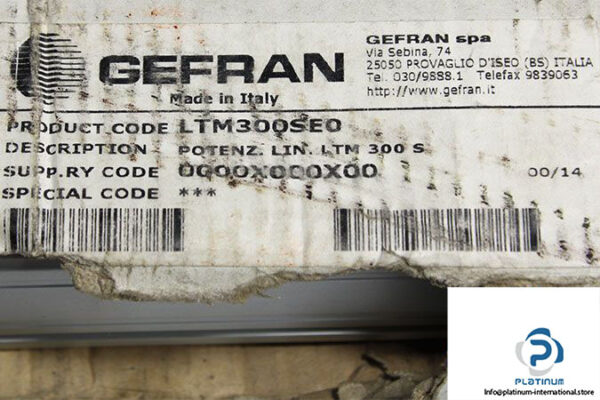 GEFRAN
Made in Italy
GEFRAN spa
Via Sebina, 74
25050 PROVAGLIO D'ISEO (BS) ITALIA
Tel. 030/9888.1 Telefax 9839063
http://www.gefran.it
PRODUCT CODE LTM300SE0
DESCRIPTION POTENZ. LIN. LTM 300 S
SUPP.RY CODE 0000X000X00 00/14
SPECIAL CODE ***
PLATINUM
Info@platinum-international.store